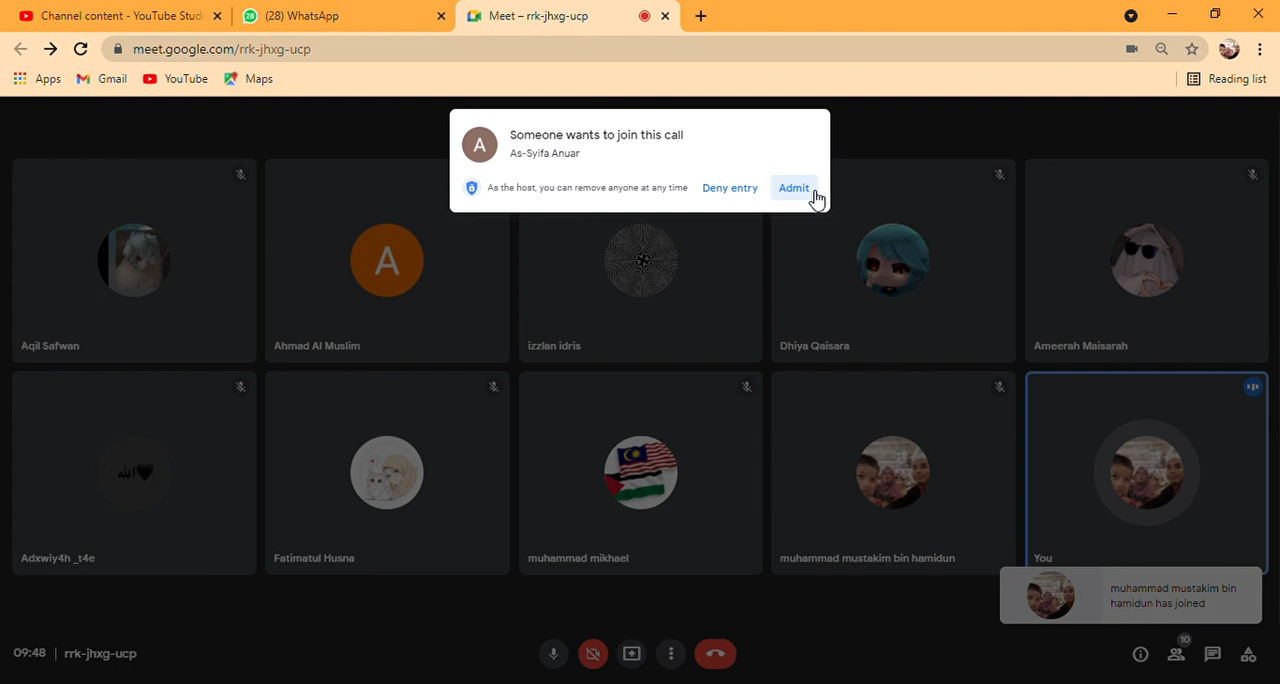 Channel content - YouTube Studi
(28) WhatsApp
Meet – rrk-jhxg-ucp
meet.google.com/rrk-jhxg-ucp
Apps
Gmail
YouTube
Maps
Reading list
A
Someone wants to join this call
As-Syifa Anuar
As the host, you can remove anyone at any time
Deny entry
Admit
A
Aqil Safwan
Ahmad Al Muslim
izzlan idris
Dhiya Qaisara
Ameerah Maisarah
الله
Adxwiy4h _t4e
Fatimatul Husna
muhammad mikhael
muhammad mustakim bin hamidun
You
muhammad mustakim bin
hamidun has joined
09:48 | rrk-jhxg-ucp
10